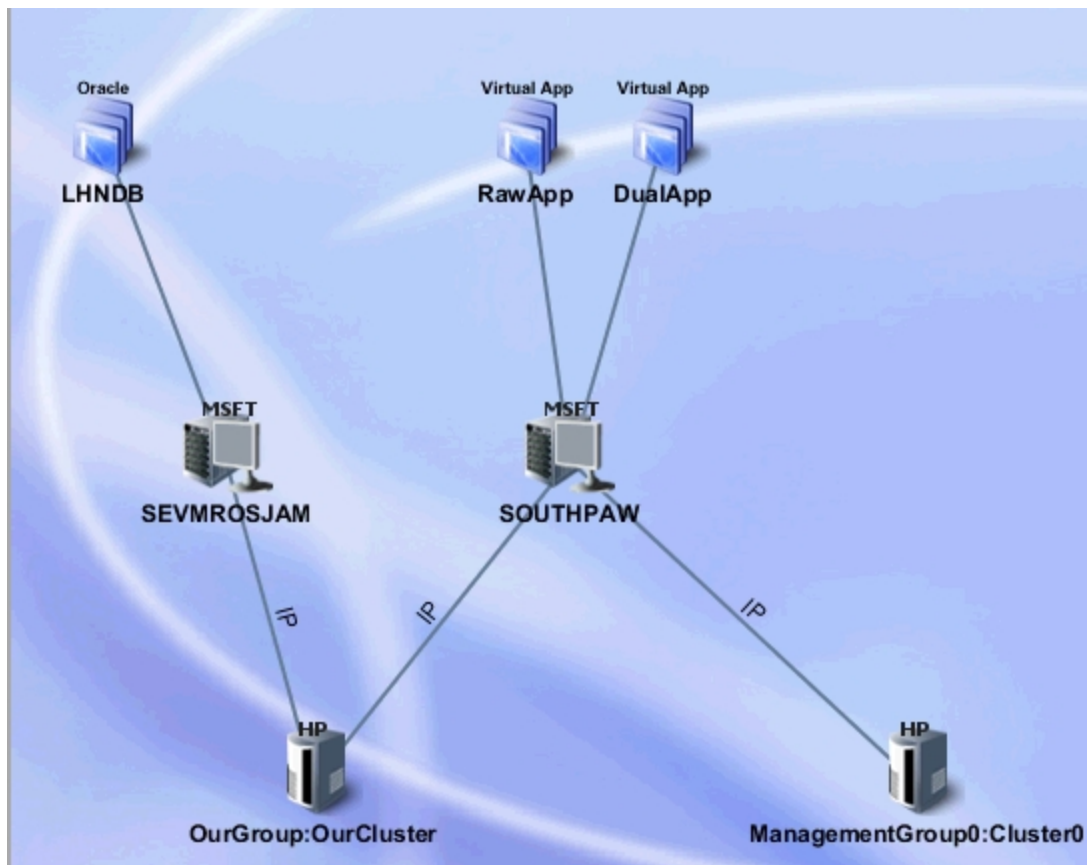 Oracle
LHNDB
Virtual App
RawApp
Virtual App
DualApp
MSFT
SEVMROSJAM
MSFT
SOUTHPAW
IP
IP
IP
HP
OurGroup:OurCluster
HP
ManagementGroup0:Cluster0